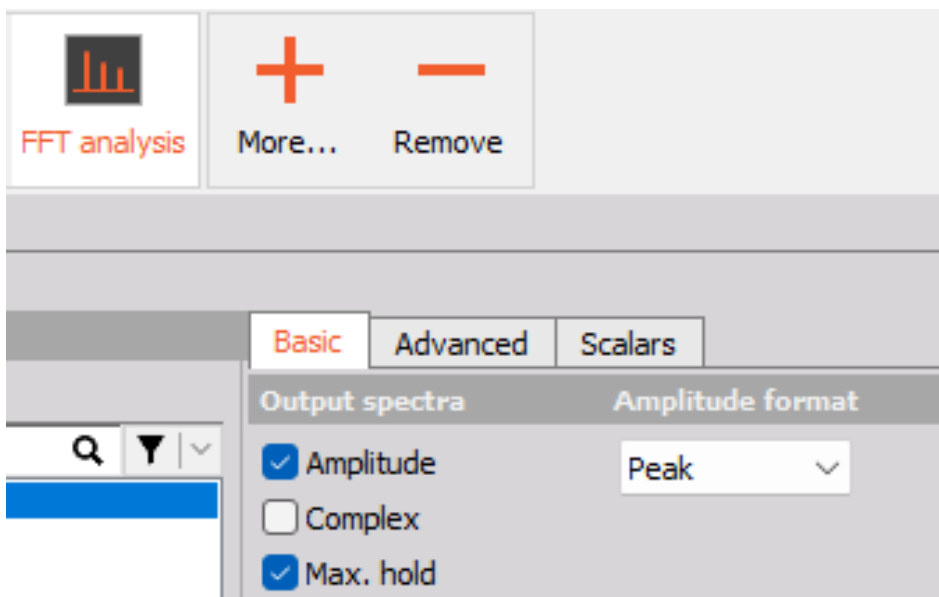 FFT analysis
More...
Remove
Basic
Advanced
Scalars
Output spectra
Amplitude format
Amplitude
Peak
Complex
Max. hold